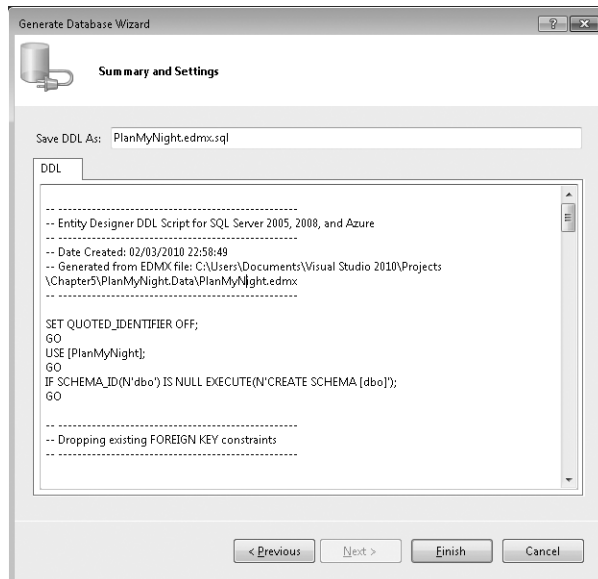 Generate Database Wizard
Summary and Settings
Save DDL As: PlanMyNight.edmx.sql
DDL
-- --------------------------------------------------
-- Entity Designer DDL Script for SQL Server 2005, 2008, and Azure
-- --------------------------------------------------
-- Date Created: 02/03/2010 22:58:49
-- Generated from EDMX file: C:\Users\Documents\Visual Studio 2010\Projects
\Chapter5\PlanMyNight.Data\PlanMyNight.edmx
-- --------------------------------------------------
SET QUOTED_IDENTIFIER OFF;
GO
USE [PlanMyNight];
GO
IF SCHEMA_ID(N'dbo') IS NULL EXECUTE(N'CREATE SCHEMA [dbo]');
GO
-- --------------------------------------------------
-- Dropping existing FOREIGN KEY constraints
-- --------------------------------------------------
< Previous Next > Finish Cancel